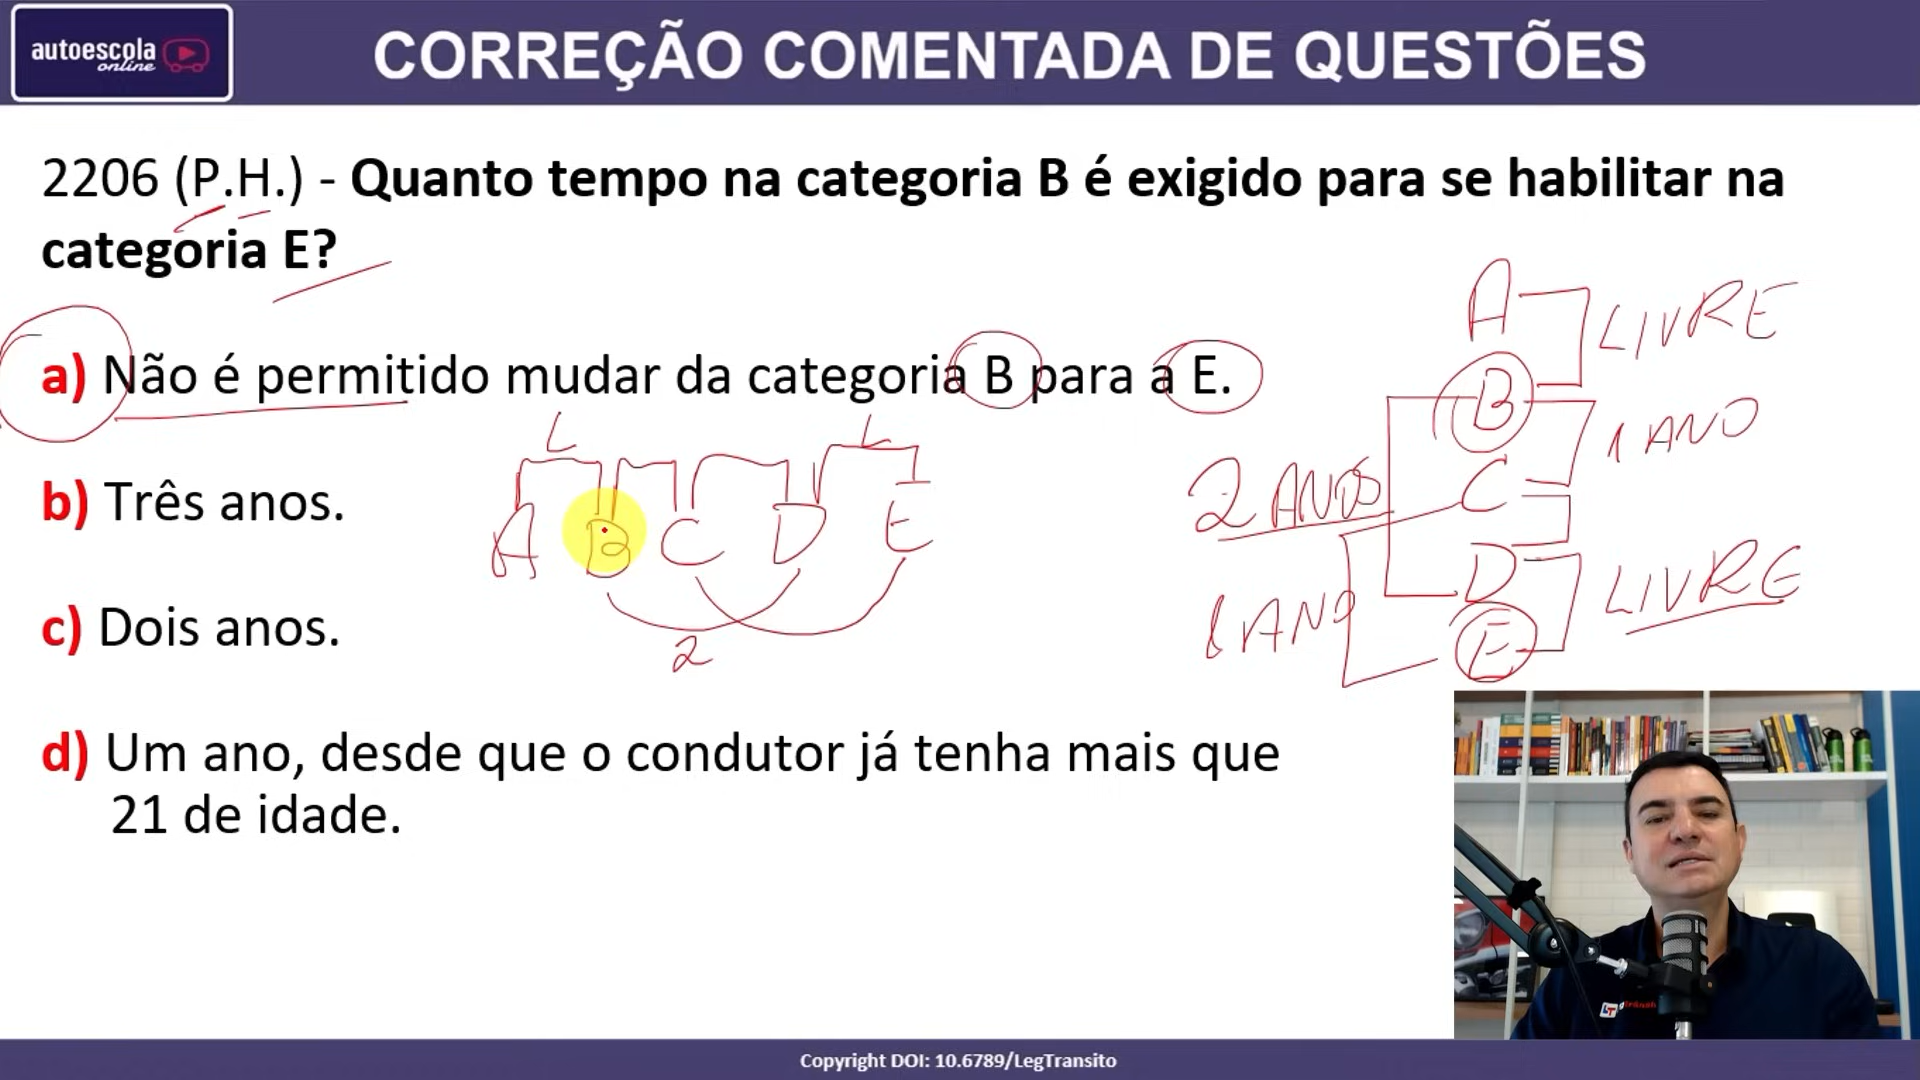 autoescola
online
CORREÇÃO COMENTADA DE QUESTÕES
2206 (P.H.) - Quanto tempo na categoria B é exigido para se habilitar na
categoria E?
a) Não é permitido mudar da categoria B para a E.
b) Três anos.
c) Dois anos.
d) Um ano, desde que o condutor já tenha mais que
21 de idade.
L L
A B C D E
2
A LIVRE
B 1 ANO
2 ANOS C
D LIVRE
1 ANO E
LT
Copyright DOI: 10.6789/LegTransito